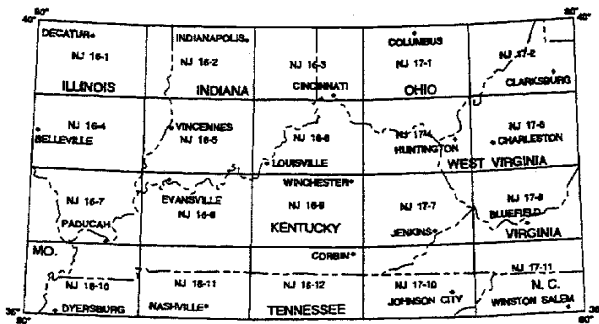 90° 80°
40° 40°
DECATUR INDIANAPOLIS COLUMBUS
NJ 16-1 NJ 16-2 NJ 16-3 NJ 17-1 NJ 17-2
ILLINOIS INDIANA CINCINNATI OHIO CLARKSBURG
NJ 16-4 VINCENNES NJ 17-5
BELLEVILLE NJ 16-5 NJ 16-6 NJ 17-4 CHARLESTON
HUNTINGTON
LOUISVILLE WEST VIRGINIA
WINCHESTER
NJ 16-7 EVANSVILLE NJ 16-9 NJ 17-7 NJ 17-8
PADUCAH NJ 16-8 BLUEFIELD
KENTUCKY JENKINS VIRGINIA
MO. CORBIN
NJ 16-10 NJ 16-11 NJ 16-12 NJ 17-10 NJ 17-11
N. C.
DYERSBURG NASHVILLE TENNESSEE JOHNSON CITY WINSTON SALEM
36° 36°
90° 80°